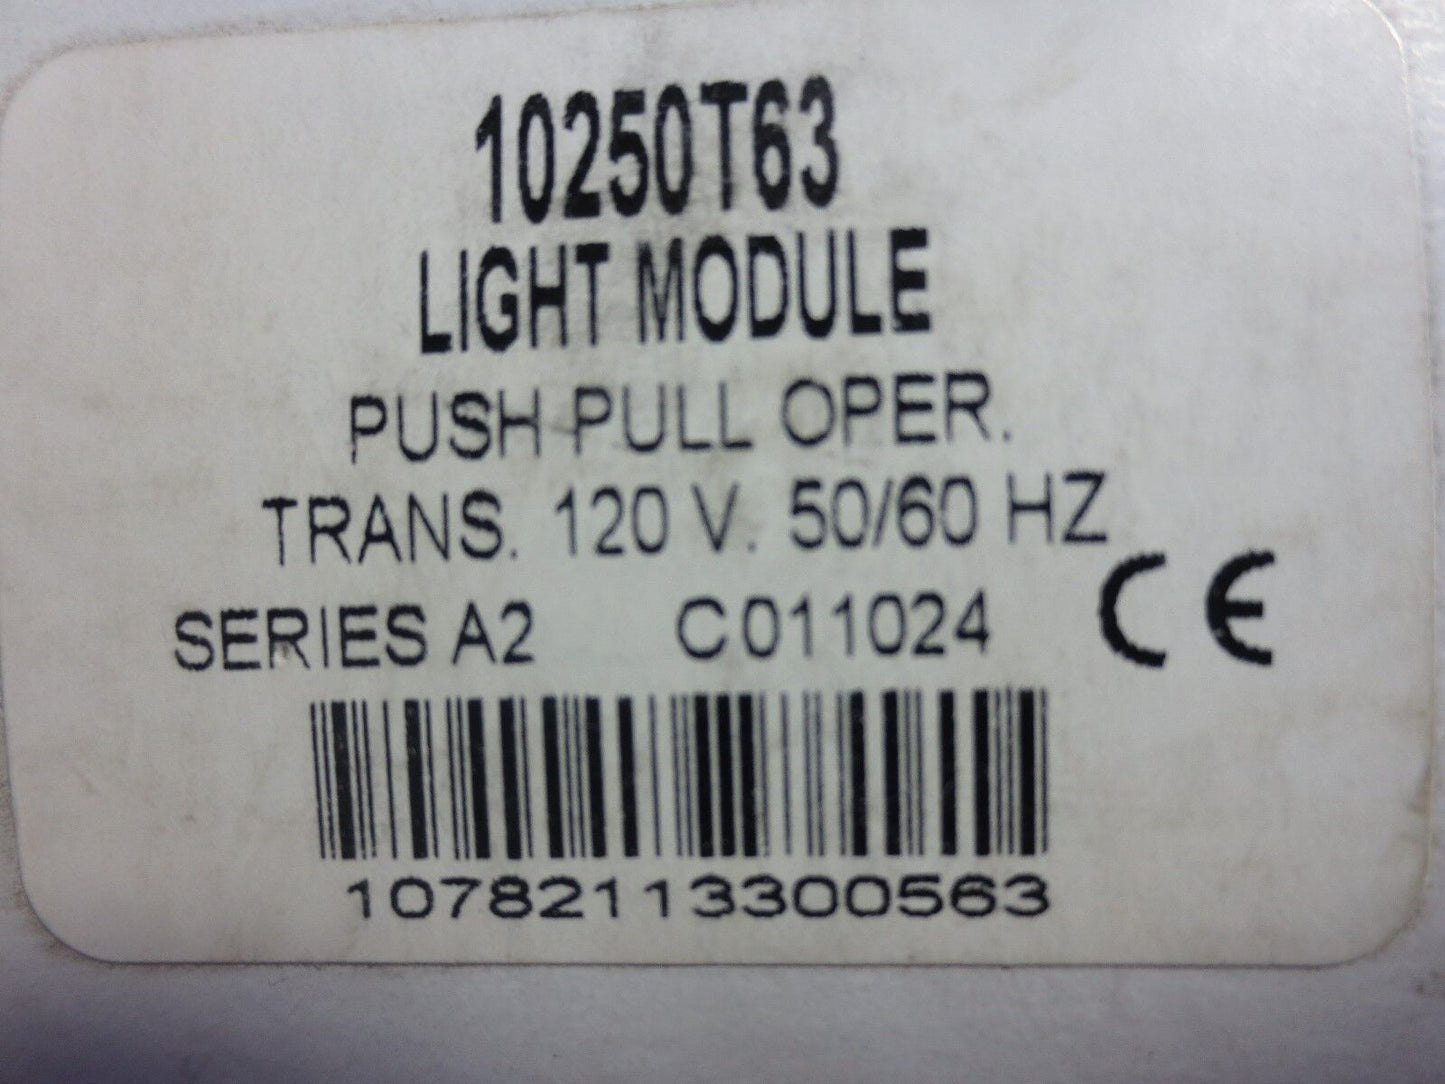 10250T63
LIGHT MODULE
PUSH PULL OPER.
TRANS. 120 V. 50/60 HZ
SERIES A2 C011024 CE
10782113300563